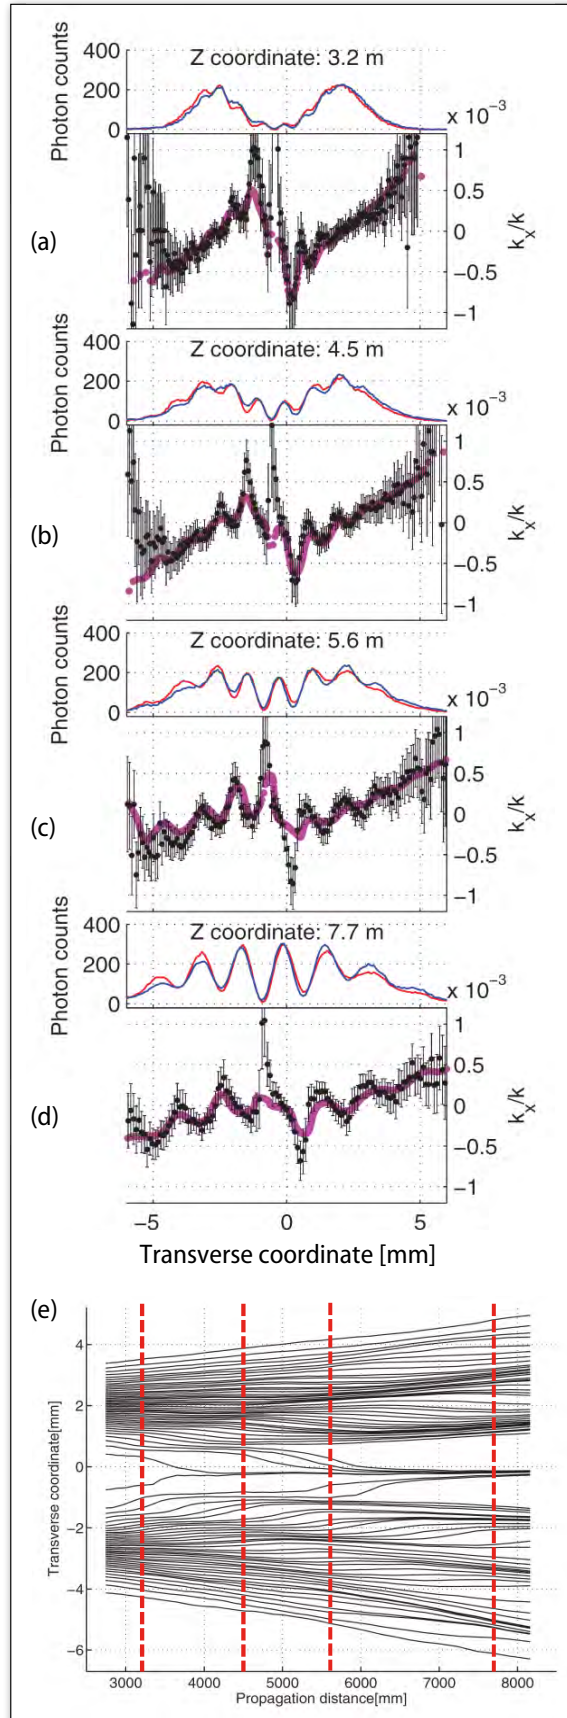 400
Z coordinate: 3.2 m
200
0
Photon counts
x 10⁻³
1
0.5
0
−0.5
−1
kₓ/k
(a)
400
Z coordinate: 4.5 m
200
0
Photon counts
x 10⁻³
1
0.5
0
−0.5
−1
kₓ/k
(b)
400
Z coordinate: 5.6 m
200
0
Photon counts
x 10⁻³
1
0.5
0
−0.5
−1
kₓ/k
(c)
400
Z coordinate: 7.7 m
200
0
Photon counts
x 10⁻³
1
0.5
0
−0.5
−1
kₓ/k
(d)
−5 0 5
Transverse coordinate [mm]
(e)
4
2
0
−2
−4
−6
Transverse coordinate[mm]
3000 4000 5000 6000 7000 8000
Propagation distance[mm]